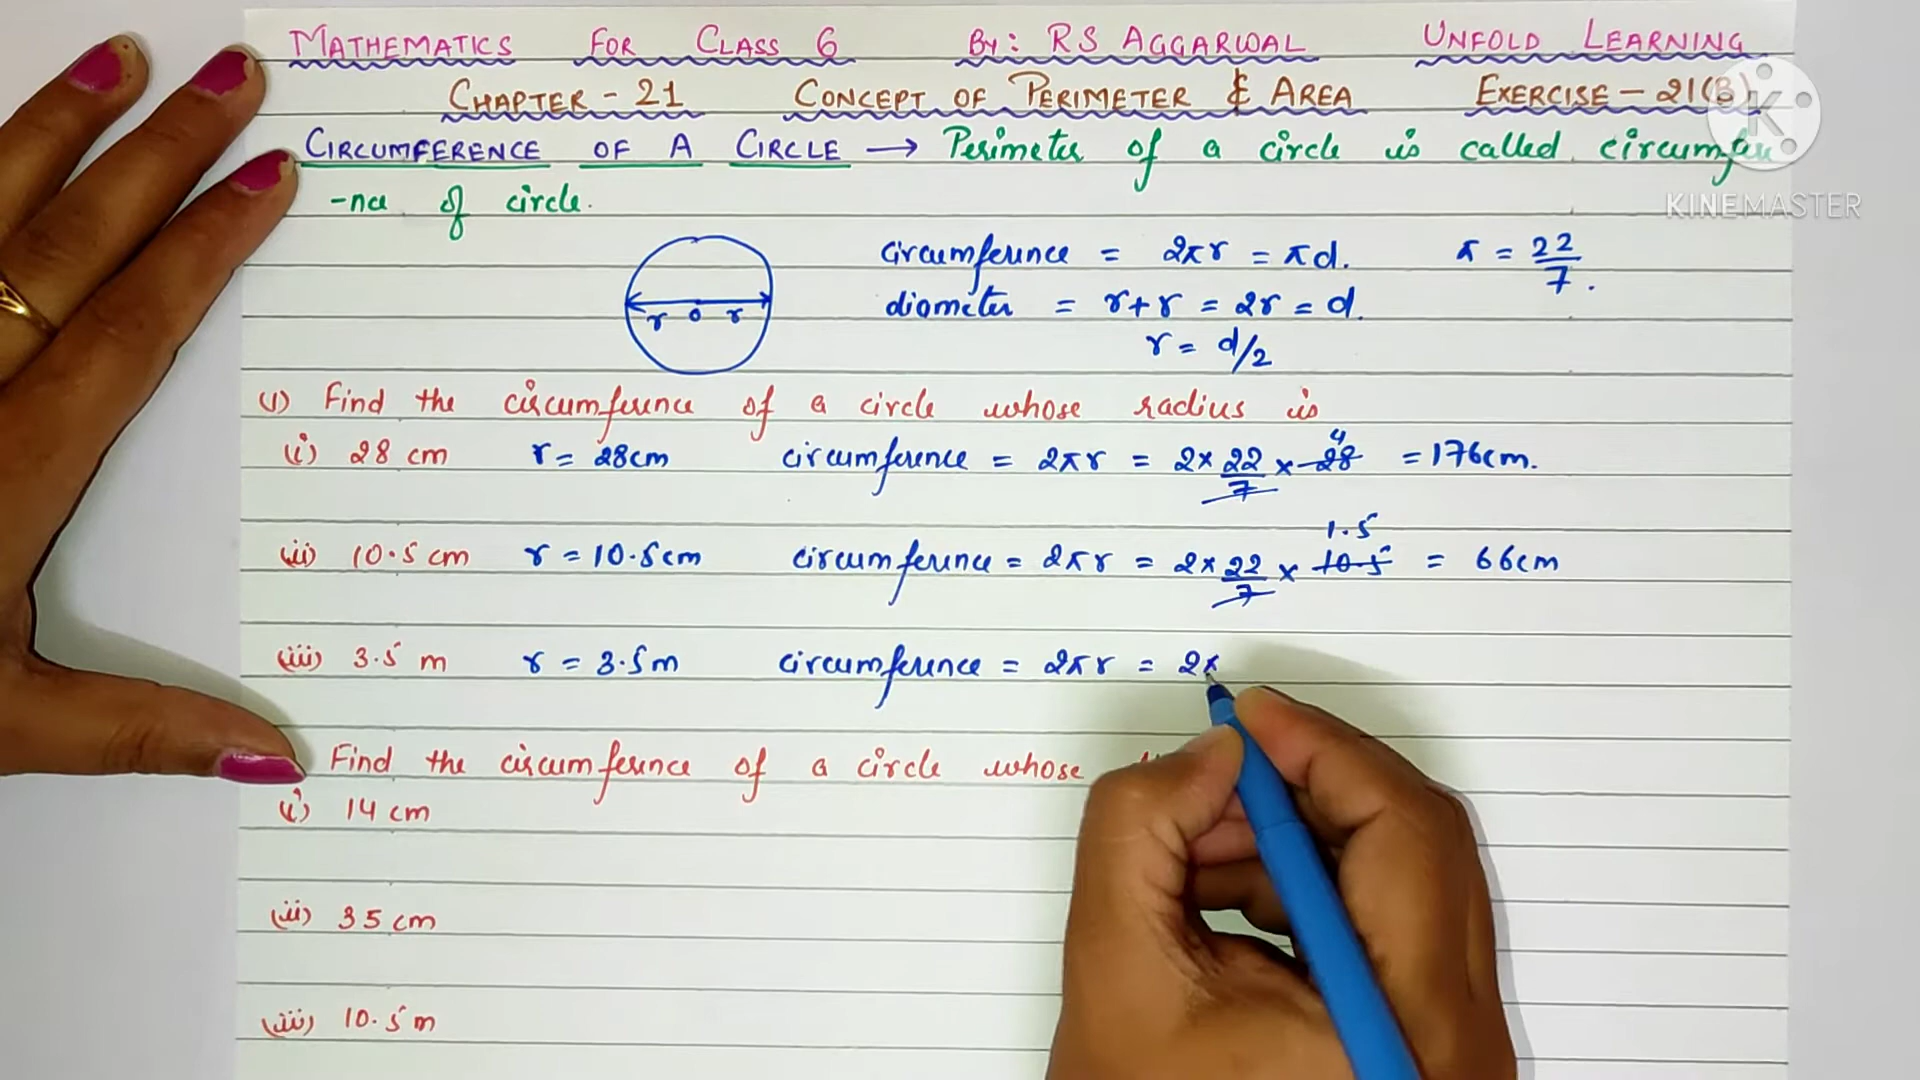 MATHEMATICS FOR CLASS 6 BY: RS AGGARWAL UNFOLD LEARNING
CHAPTER - 21 CONCEPT OF PERIMETER & AREA EXERCISE - 21(B)
CIRCUMFERENCE OF A CIRCLE → Perimeter of a circle is called circumfere
-nce of circle.
circumference = 2πr = πd. π = 22/7.
diameter = r+r = 2r = d.
r o r
r = d/2
(1) Find the circumference of a circle whose radius is
(i) 28 cm r = 28cm circumference = 2πr = 2 × 22/7 × 28 4 = 176cm.
(ii) 10.5 cm r = 10.5cm circumference = 2πr = 2 × 22/7 × 10.5 1.5 = 66cm
(iii) 3.5 m r = 3.5m circumference = 2πr = 2×
Find the circumference of a circle whose
(i) 14 cm
(ii) 35 cm
(iii) 10.5 m
K
KINEMASTER